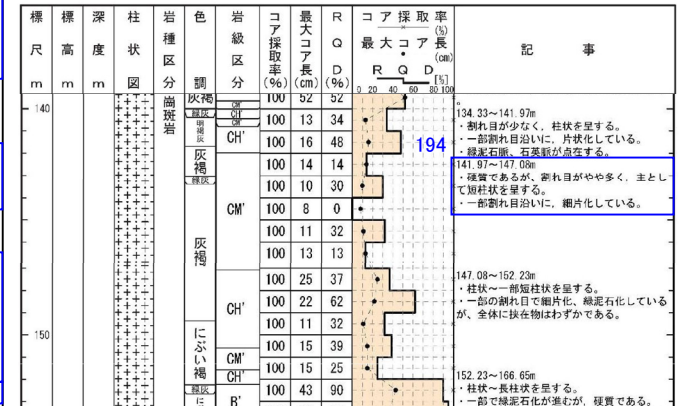 標 標 深 柱 岩 色 岩 コ 最 R コ ア 採 取 率
尺 高 度 状 種 級 ア 大 Q × (%)
区 区 採 コ D 最 大 コ ア 長
取 ア ● (cm)
図 分 調 分 率 長 R Q D
m m m (%) (cm) (%) [%]
0 20 40 60 80 100
記 事
140
150
斑
岩
灰褐
緑灰
明褐灰
灰褐
緑灰
灰褐
にぶい褐
緑灰
に
CM'
CH'
CM'
CH'
CM'
CH'
CM'
CH'
B'
100 52 52
100 13 34
100 16 48
100 14 14
100 10 30
100 8 0
100 11 32
100 13 13
100 25 37
100 22 62
100 11 32
100 15 39
100 15 25
100 43 90
194
134.33~141.97m
・割れ目が少なく，柱状を呈する。
・一部割れ目沿いに，片状化している。
・緑泥石脈，石英脈が点在する。
141.97~147.08m
・硬質であるが，割れ目がやや多く，主とし
て短柱状を呈する。
・一部割れ目沿いに，細片化している。
147.08~152.23m
・柱状~一部短柱状を呈する。
・一部の割れ目で細片化，緑泥石化している
が，全体に挟在物はわずかである。
152.23~166.65m
・柱状~長柱状を呈する。
・一部で緑泥石化が進むが，硬質である。